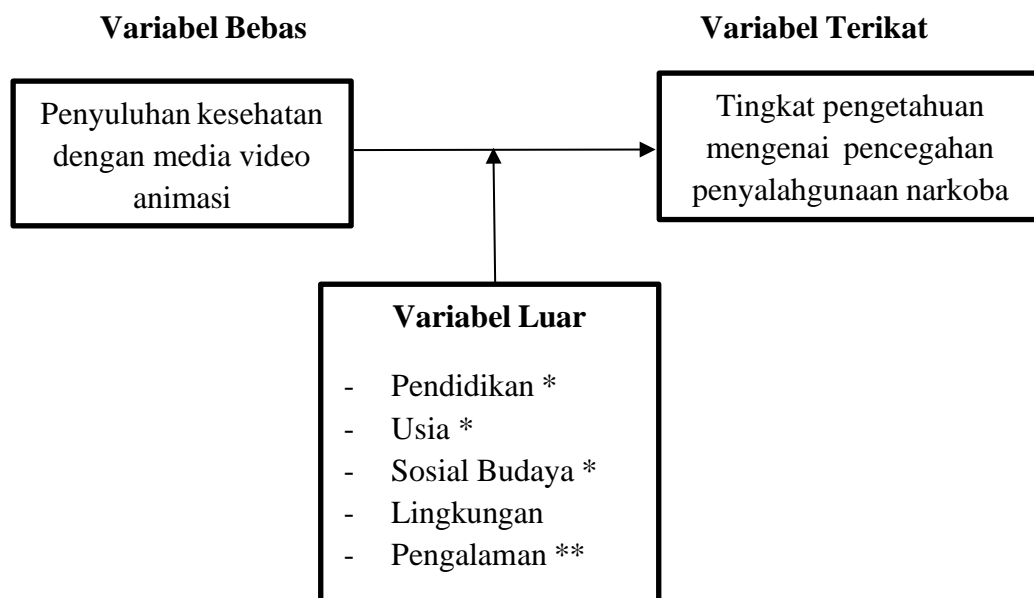 Variabel Bebas
Variabel Terikat
Penyuluhan kesehatan
dengan media video
animasi
Tingkat pengetahuan
mengenai pencegahan
penyalahgunaan narkoba
Variabel Luar
- Pendidikan *
- Usia *
- Sosial Budaya *
- Lingkungan
- Pengalaman **